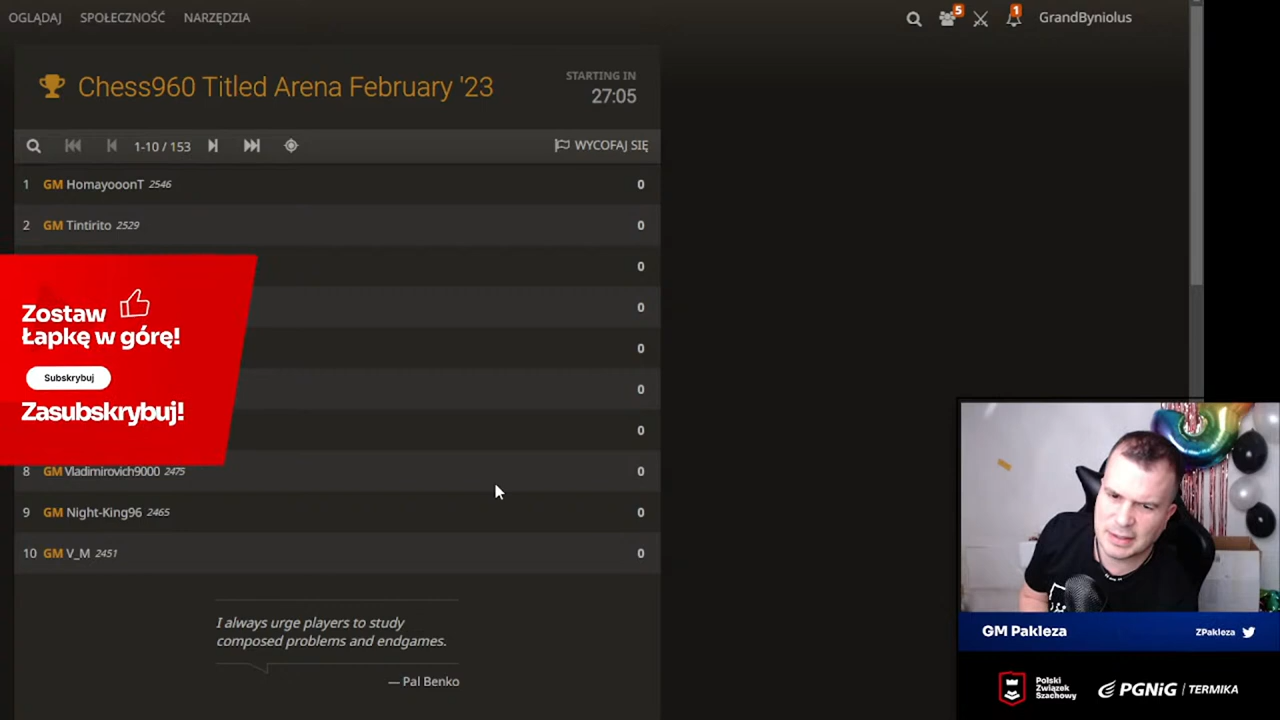 OGLĄDAJ SPOŁECZNOŚĆ NARZĘDZIA
5
1
GrandByniolus
Chess960 Titled Arena February '23
STARTING IN
27:05
1-10 / 153
WYCOFAJ SIĘ
1 GM HomayooonT 2546 0
2 GM Tintirito 2529 0
0
0
0
0
0
8 GM Vladimirovich9000 2475 0
9 GM Night-King96 2465 0
10 GM V_M 2451 0
Zostaw
Łapkę w górę!
Subskrybuj
Zasubskrybuj!
I always urge players to study
composed problems and endgames.
— Pal Benko
GM Pakleza
ZPakleza
Polski
Związek
Szachowy
PGNiG | TERMIKA